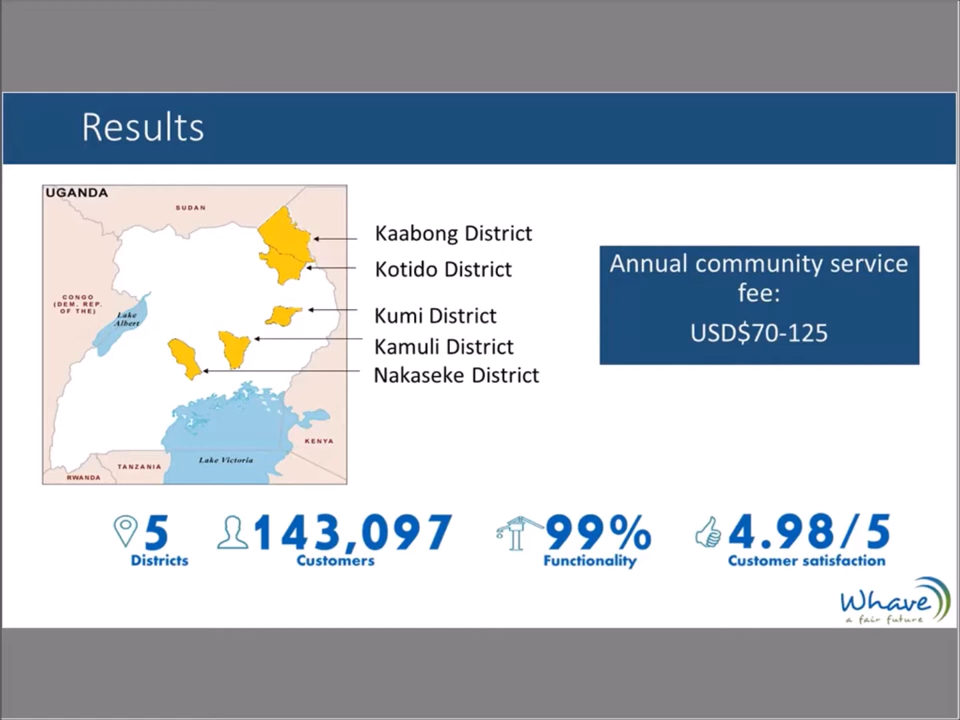 Results
UGANDA
SUDAN
CONGO
(DEM. REP.
OF THE)
Lake
Albert
KENYA
Lake Victoria
TANZANIA
RWANDA
Kaabong District
Kotido District
Kumi District
Kamuli District
Nakaseke District
Annual community service
fee:
USD$70-125
5
Districts
143,097
Customers
99%
Functionality
4.98/5
Customer satisfaction
Whave
a fair future